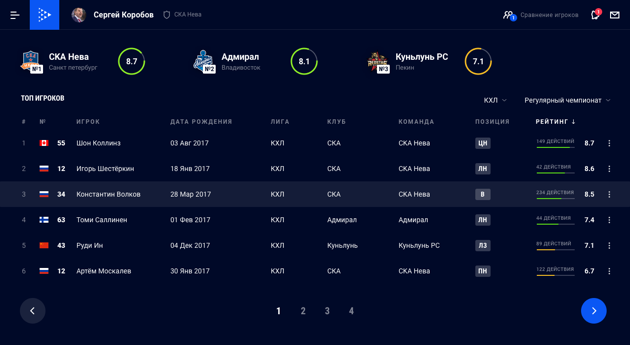 Сергей Коробов СКА Нева Сравнение игроков 1 1
СКА Нева 8.7 Адмирал 8.1 Куньлунь РС 7.1
№1 Санкт петербург №2 Владивосток №3 Пекин
ТОП ИГРОКОВ КХЛ Регулярный чемпионат
# № ИГРОК ДАТА РОЖДЕНИЯ ЛИГА КЛУБ КОМАНДА ПОЗИЦИЯ РЕЙТИНГ ↓
1 55 Шон Коллинз 03 Авг 2017 КХЛ СКА СКА Нева ЦН 149 ДЕЙСТВИЙ 8.7
2 12 Игорь Шестёркин 18 Янв 2017 КХЛ СКА СКА Нева ЛН 42 ДЕЙСТВИЯ 8.6
3 34 Константин Волков 28 Мар 2017 КХЛ СКА СКА Нева В 234 ДЕЙСТВИЯ 8.5
4 63 Томи Саллинен 01 Фев 2017 КХЛ Адмирал Адмирал ЛН 44 ДЕЙСТВИЯ 7.4
5 43 Руди Ин 04 Дек 2017 КХЛ Куньлунь Куньлунь РС ЛЗ 89 ДЕЙСТВИЙ 7.1
6 12 Артём Москалев 30 Янв 2017 КХЛ СКА СКА Нева ПН 122 ДЕЙСТВИЯ 6.7
1 2 3 4